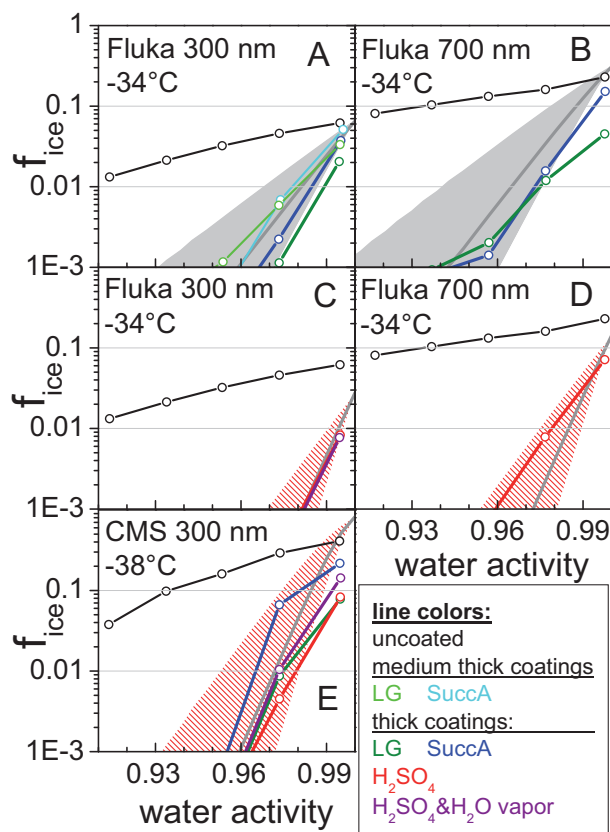 1
Fluka 300 nm
-34°C
A
Fluka 700 nm
-34°C
B
0.1
f_ice
0.01
1E-3
Fluka 300 nm
-34°C
C
Fluka 700 nm
-34°C
D
0.1
f_ice
0.01
1E-3
0.93 0.96 0.99
water activity
CMS 300 nm
-38°C
E
0.1
f_ice
0.01
1E-3
0.93 0.96 0.99
water activity
line colors:
uncoated
medium thick coatings
LG SuccA
thick coatings:
LG SuccA
H₂SO₄
H₂SO₄&H₂O vapor